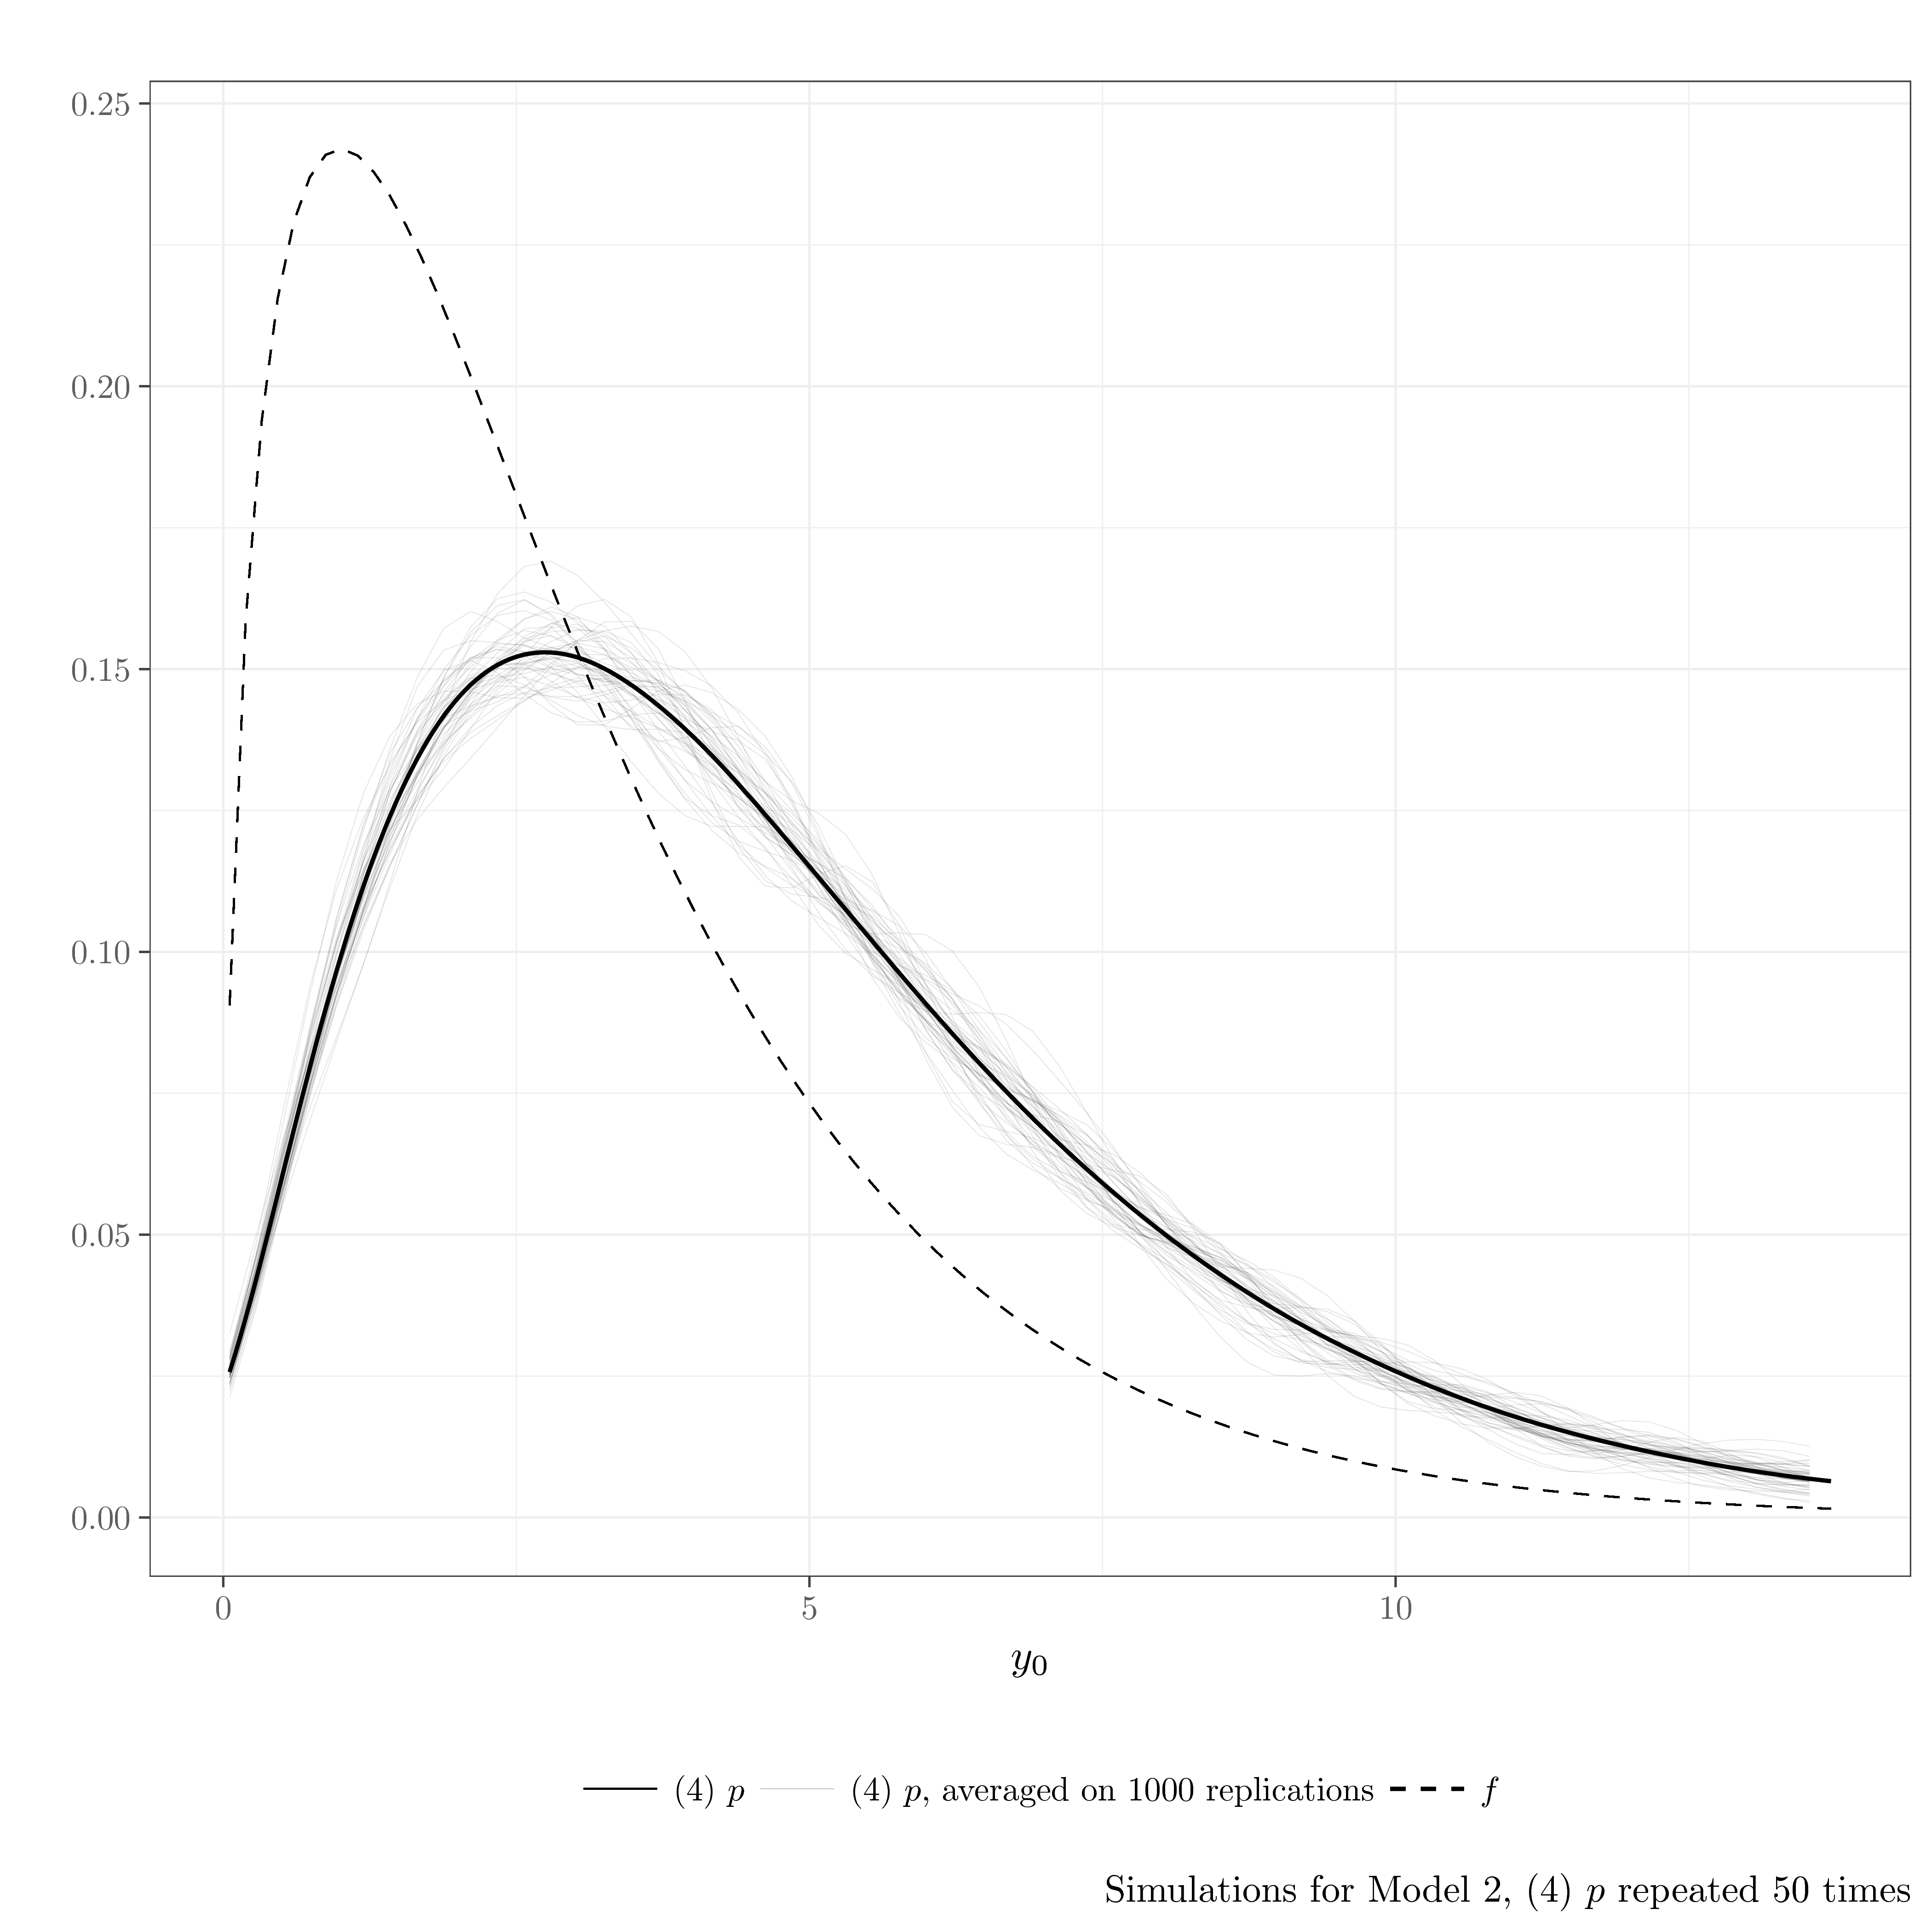 0.25
0.20
0.15
0.10
0.05
0.00
0 5 10
y₀
(4) p (4) p, averaged on 1000 replications f
Simulations for Model 2, (4) p repeated 50 times